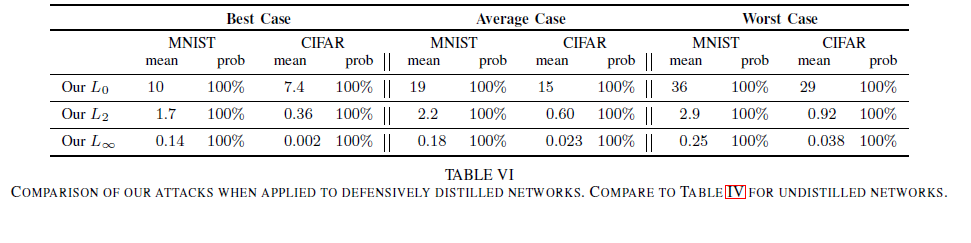 Best Case Average Case Worst Case
MNIST CIFAR MNIST CIFAR MNIST CIFAR
mean prob mean prob || mean prob mean prob || mean prob mean prob
Our L₀ 10 100% 7.4 100% || 19 100% 15 100% || 36 100% 29 100%
Our L₂ 1.7 100% 0.36 100% || 2.2 100% 0.60 100% || 2.9 100% 0.92 100%
Our L∞ 0.14 100% 0.002 100% || 0.18 100% 0.023 100% || 0.25 100% 0.038 100%
TABLE VI
COMPARISON OF OUR ATTACKS WHEN APPLIED TO DEFENSIVELY DISTILLED NETWORKS. COMPARE TO TABLE IV FOR UNDISTILLED NETWORKS.